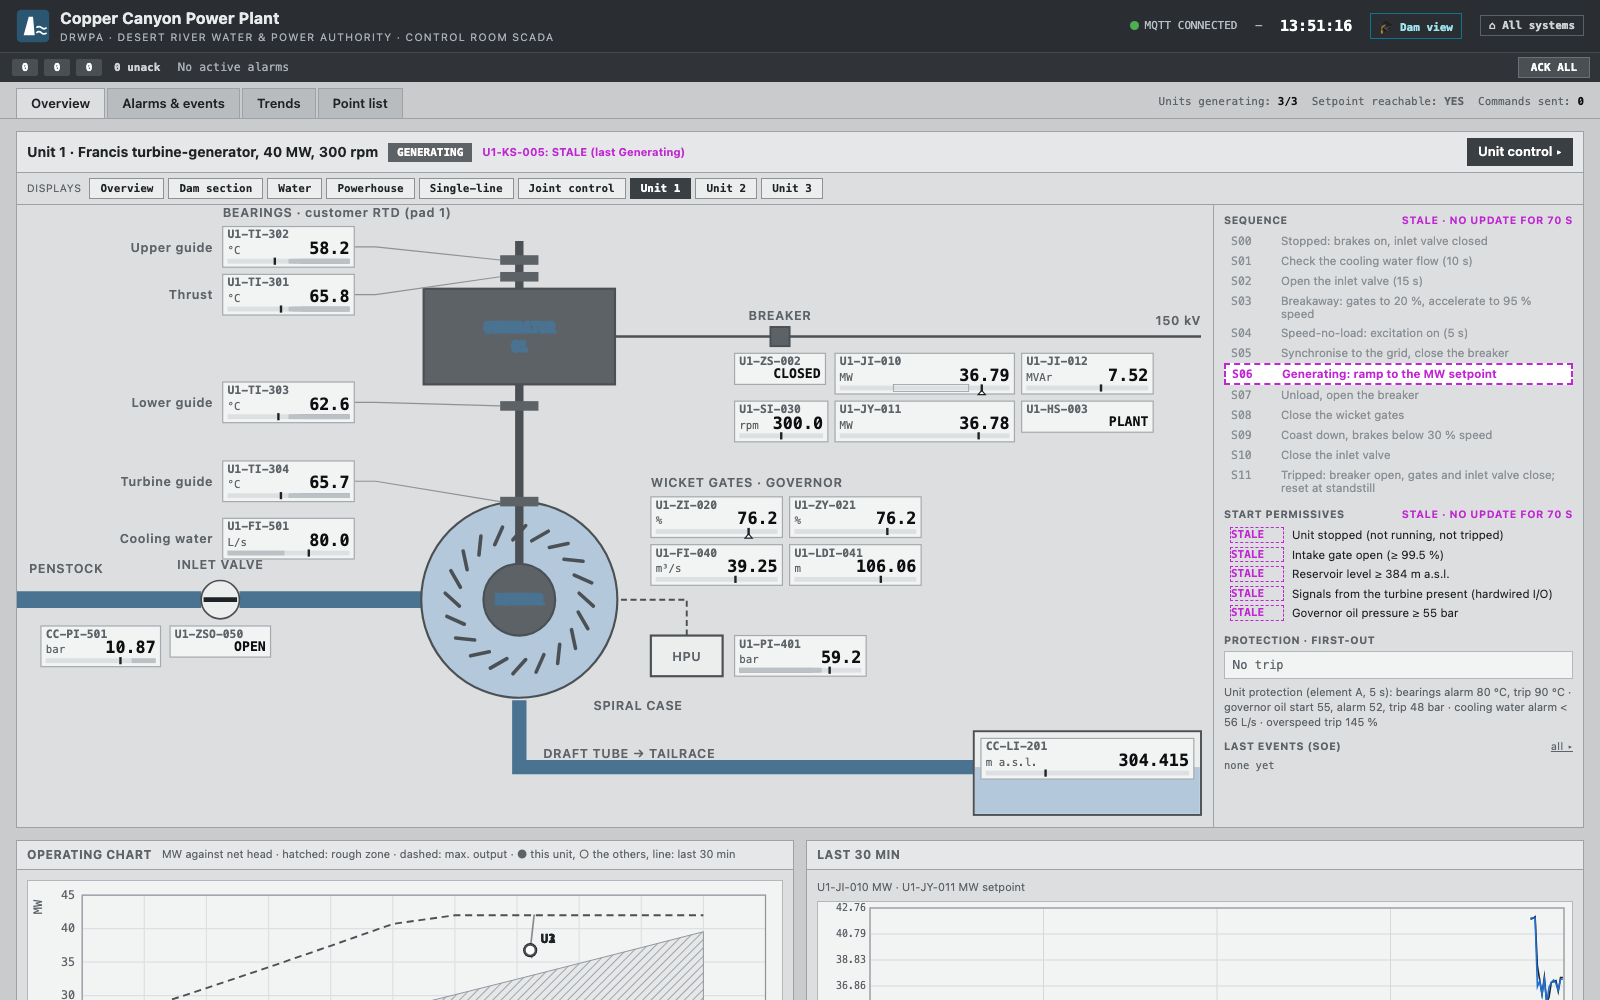 Copper Canyon Power Plant
DRWPA · DESERT RIVER WATER & POWER AUTHORITY · CONTROL ROOM SCADA
MQTT CONNECTED — 13:51:16 Dam view ⌂ All systems
0 0 0 0 unack No active alarms ACK ALL
Overview Alarms & events Trends Point list
Units generating: 3/3 Setpoint reachable: YES Commands sent: 0
Unit 1 · Francis turbine-generator, 40 MW, 300 rpm GENERATING U1-KS-005: STALE (last Generating) Unit control ▸
DISPLAYS Overview Dam section Water Powerhouse Single-line Joint control Unit 1 Unit 2 Unit 3
BEARINGS · customer RTD (pad 1)
Upper guide
U1-TI-302
°C 58.2
Thrust
U1-TI-301
°C 65.8
Lower guide
U1-TI-303
°C 62.6
Turbine guide
U1-TI-304
°C 65.7
Cooling water
U1-FI-501
L/s 80.0
PENSTOCK
INLET VALVE
CC-PI-501
bar 10.87
U1-ZSO-050
OPEN
BREAKER
150 kV
U1-ZS-002
CLOSED
U1-JI-010
MW 36.79
U1-JI-012
MVAr 7.52
U1-SI-030
rpm 300.0
U1-JY-011
MW 36.78
U1-HS-003
PLANT
WICKET GATES · GOVERNOR
U1-ZI-020
% 76.2
U1-ZY-021
% 76.2
U1-FI-040
m³/s 39.25
U1-LDI-041
m 106.06
HPU
U1-PI-401
bar 59.2
SPIRAL CASE
DRAFT TUBE → TAILRACE
CC-LI-201
m a.s.l. 304.415
SEQUENCE STALE · NO UPDATE FOR 70 S
S00 Stopped: brakes on, inlet valve closed
S01 Check the cooling water flow (10 s)
S02 Open the inlet valve (15 s)
S03 Breakaway: gates to 20 %, accelerate to 95 %
speed
S04 Speed-no-load: excitation on (5 s)
S05 Synchronise to the grid, close the breaker
S06 Generating: ramp to the MW setpoint
S07 Unload, open the breaker
S08 Close the wicket gates
S09 Coast down, brakes below 30 % speed
S10 Close the inlet valve
S11 Tripped: breaker open, gates and inlet valve close;
reset at standstill
START PERMISSIVES STALE · NO UPDATE FOR 70 S
STALE Unit stopped (not running, not tripped)
STALE Intake gate open (≥ 99.5 %)
STALE Reservoir level ≥ 384 m a.s.l.
STALE Signals from the turbine present (hardwired I/O)
STALE Governor oil pressure ≥ 55 bar
PROTECTION · FIRST-OUT
No trip
Unit protection (element A, 5 s): bearings alarm 80 °C, trip 90 °C ·
governor oil start 55, alarm 52, trip 48 bar · cooling water alarm <
56 L/s · overspeed trip 145 %
LAST EVENTS (SOE) all ▸
none yet
OPERATING CHART MW against net head · hatched: rough zone · dashed: max. output · ● this unit, ○ the others, line: last 30 min
MW
45
40
35
30
LAST 30 MIN
U1-JI-010 MW · U1-JY-011 MW setpoint
42.76
40.79
38.83
36.86